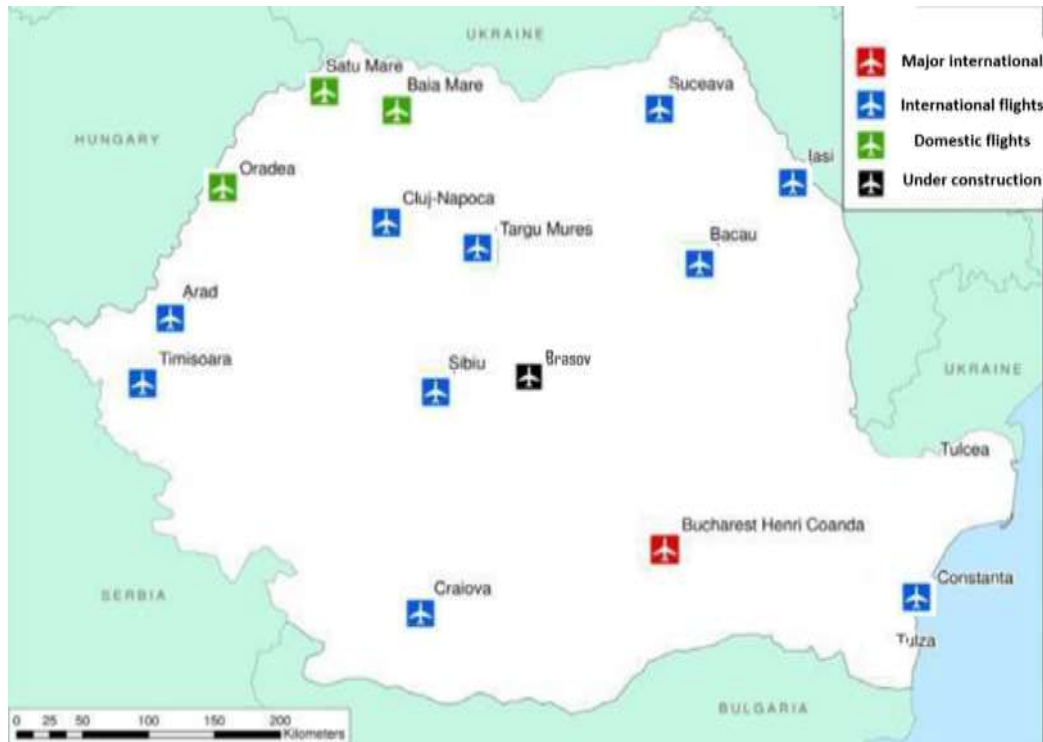 UKRAINE
Major international
Satu Mare
Baia Mare
Suceava
International flights
HUNGARY
Domestic flights
Iasi
Oradea
Under construction
Cluj-Napoca
Targu Mures
Bacau
Arad
Timisoara
Sibiu
Brasov
UKRAINE
Tulcea
Bucharest Henri Coanda
Constanta
Craiova
SERBIA
Tulza
BULGARIA
0 25 50 100 150 200
Kilometers